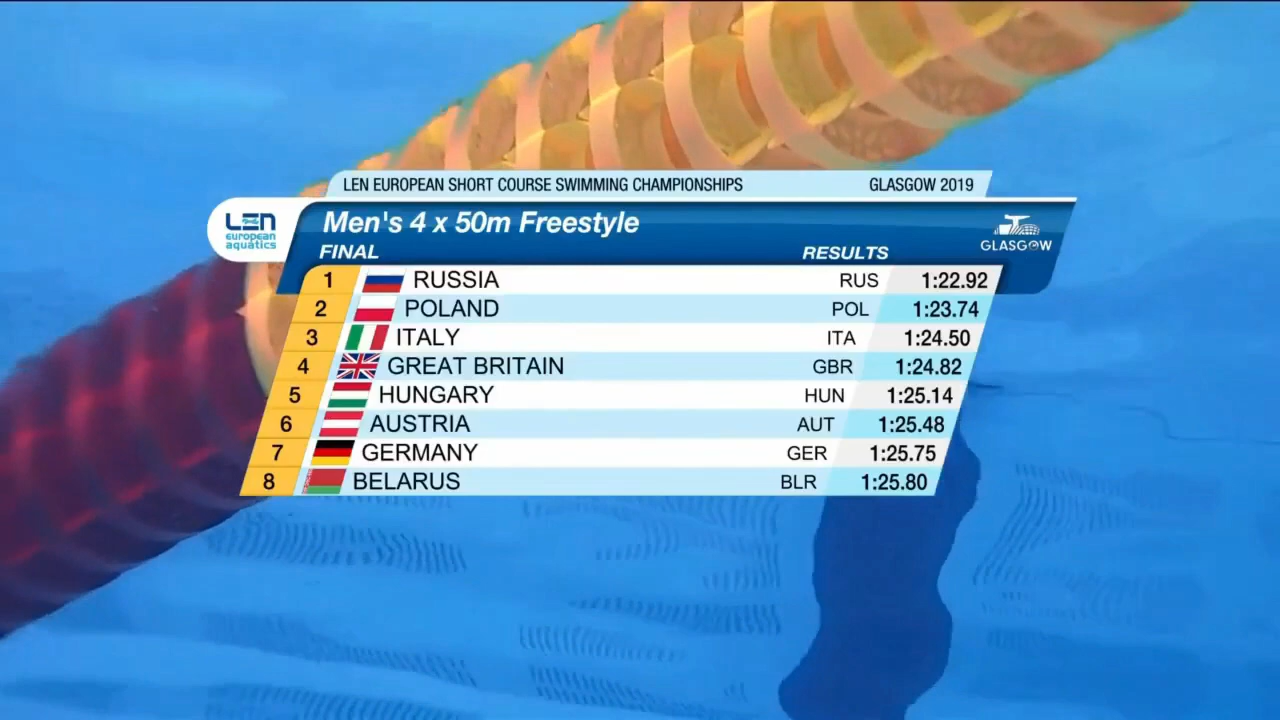 LEN EUROPEAN SHORT COURSE SWIMMING CHAMPIONSHIPS GLASGOW 2019
LEN
european
aquatics
Men's 4 x 50m Freestyle
GLASGOW
FINAL RESULTS
1 RUSSIA RUS 1:22.92
2 POLAND POL 1:23.74
3 ITALY ITA 1:24.50
4 GREAT BRITAIN GBR 1:24.82
5 HUNGARY HUN 1:25.14
6 AUSTRIA AUT 1:25.48
7 GERMANY GER 1:25.75
8 BELARUS BLR 1:25.80